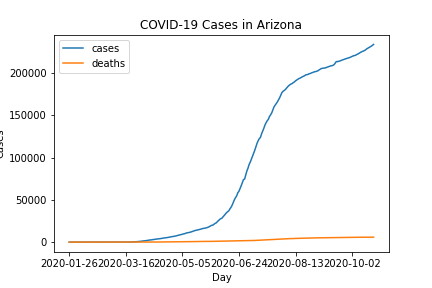 COVID-19 Cases in Arizona
cases
deaths
200000
150000
100000
50000
0
cases
2020-01-26 2020-03-16 2020-05-05 2020-06-24 2020-08-13 2020-10-02
Day